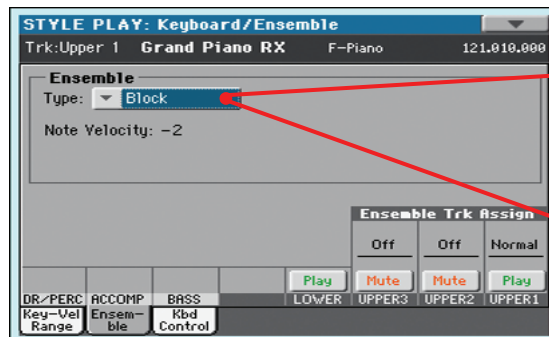 STYLE PLAY: Keyboard/Ensemble
Trk:Upper 1 Grand Piano RX F-Piano 121.010.000
Ensemble
Type: Block
Note Velocity: -2
Ensemble Trk Assign
Off Off Normal
Play Mute Mute Play
DR/PERC ACCOMP BASS LOWER UPPER3 UPPER2 UPPER1
Key-Vel Range Ensem-ble Kbd Control